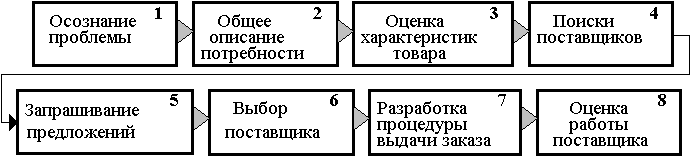 1
Осознание
проблемы
2
Общее
описание
потребности
3
Оценка
характеристик
товара
4
Поиски
поставщиков
5
Запрашивание
предложений
6
Выбор
поставщика
7
Разработка
процедуры
выдачи заказа
8
Оценка
работы
поставщика